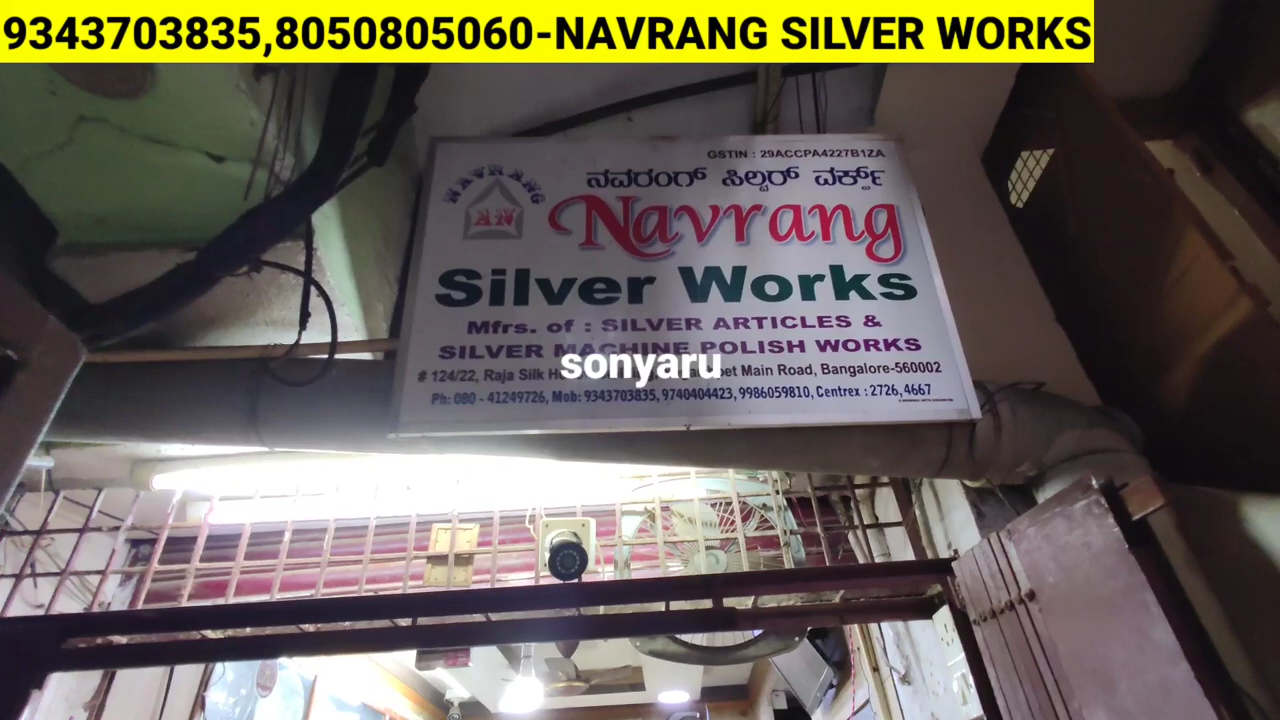 9343703835,8050805060-NAVRANG SILVER WORKS
GSTIN : 29ACCPA4227B1ZA
ನವರಂಗ್ ಸಿಲ್ವರ್ ವರ್ಕ್ಸ್
NAVRANG
AN
Navrang
Silver Works
Mfrs. of : SILVER ARTICLES &
SILVER MACHINE POLISH WORKS
sonyaru
# 124/22, Raja Silk Main Road, Bangalore-560002
Ph: 080 - 41249726, Mob: 9343703835, 9740404423, 9986059810, Centrex : 2726, 4667